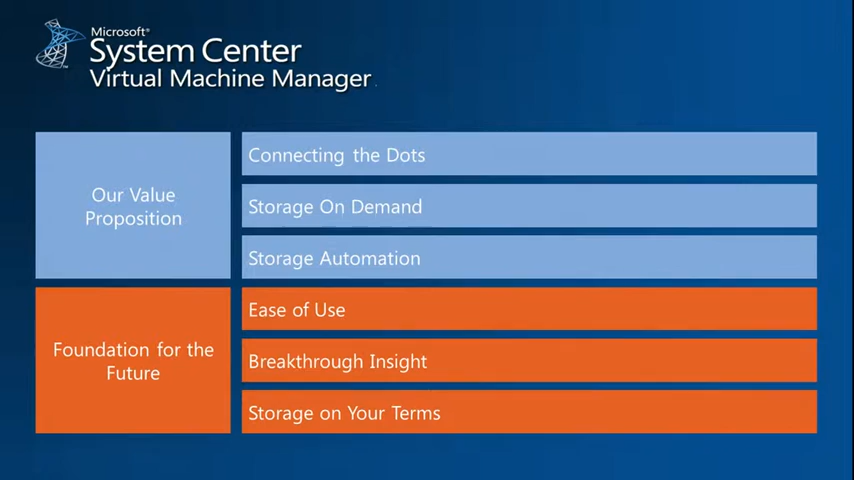 Microsoft®
System Center
Virtual Machine Manager
Our Value
Proposition
Connecting the Dots
Storage On Demand
Storage Automation
Foundation for the
Future
Ease of Use
Breakthrough Insight
Storage on Your Terms